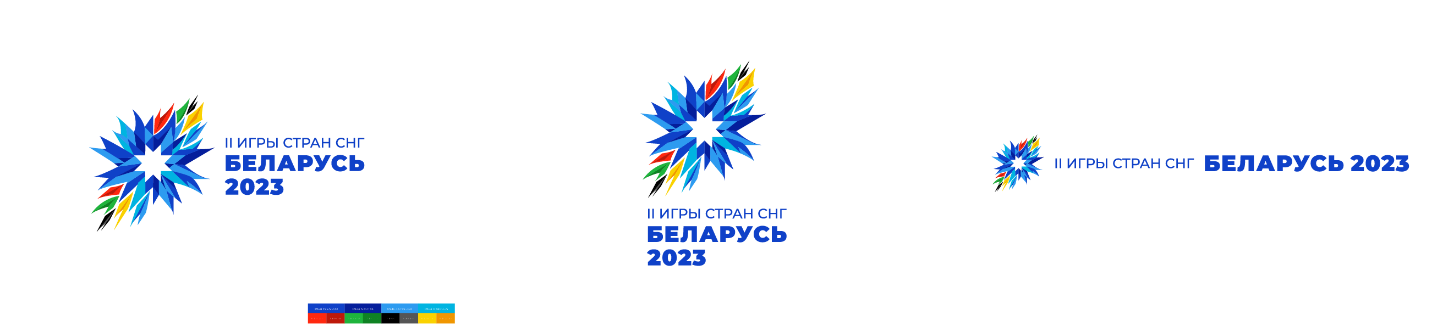 II ИГРЫ СТРАН СНГ
БЕЛАРУСЬ
2023
II ИГРЫ СТРАН СНГ
БЕЛАРУСЬ
2023
II ИГРЫ СТРАН СНГ БЕЛАРУСЬ 2023